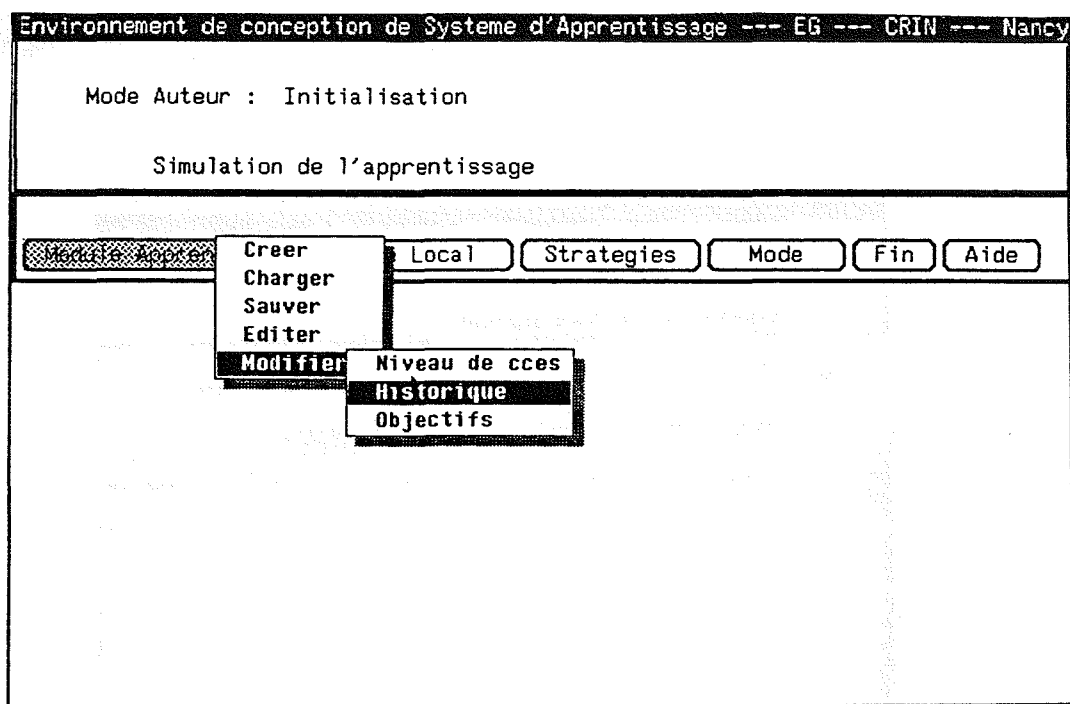 Environnement de conception de Systeme d'Apprentissage --- EG --- CRIN --- Nancy
Mode Auteur : Initialisation
Simulation de l'apprentissage
Module Local Strategies Mode Fin Aide
Creer
Charger
Sauver
Editer
Modifier
Niveau de cces
Historique
Objectifs